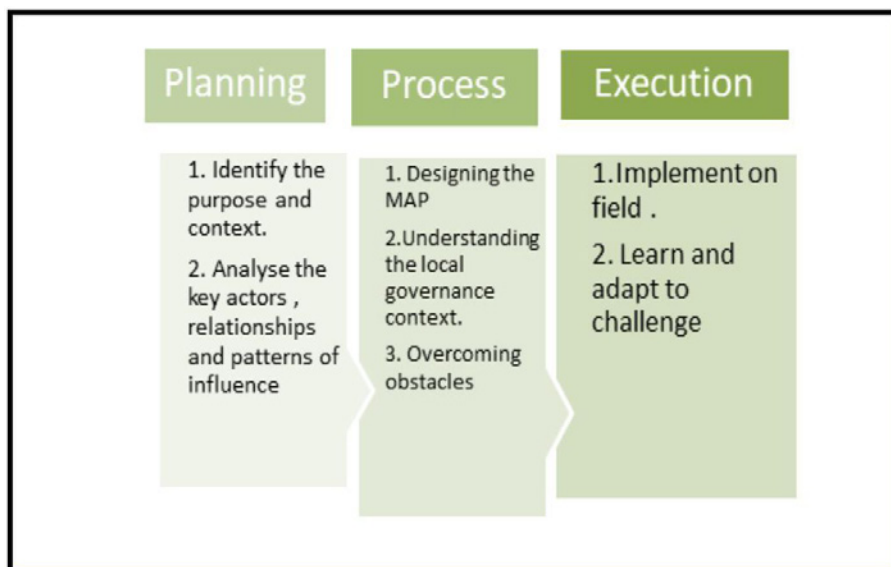 Planning
1. Identify the
purpose and
context.
2. Analyse the
key actors ,
relationships
and patterns of
influence
Process
1. Designing the
MAP
2.Understanding
the local
governance
context.
3. Overcoming
obstacles
Execution
1.Implement on
field .
2. Learn and
adapt to
challenge